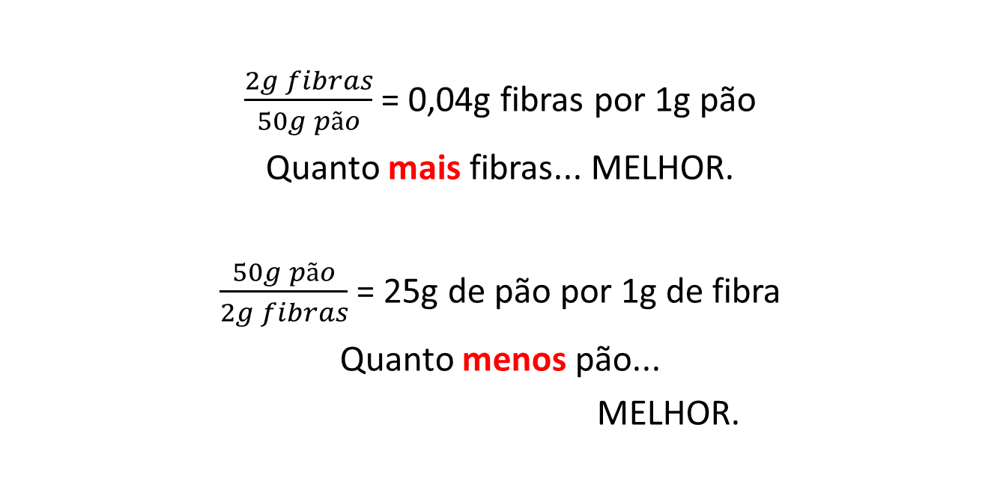 2g fibras
50g pão
= 0,04g fibras por 1g pão
Quanto mais fibras... MELHOR.
50g pão
2g fibras
= 25g de pão por 1g de fibra
Quanto menos pão...
MELHOR.